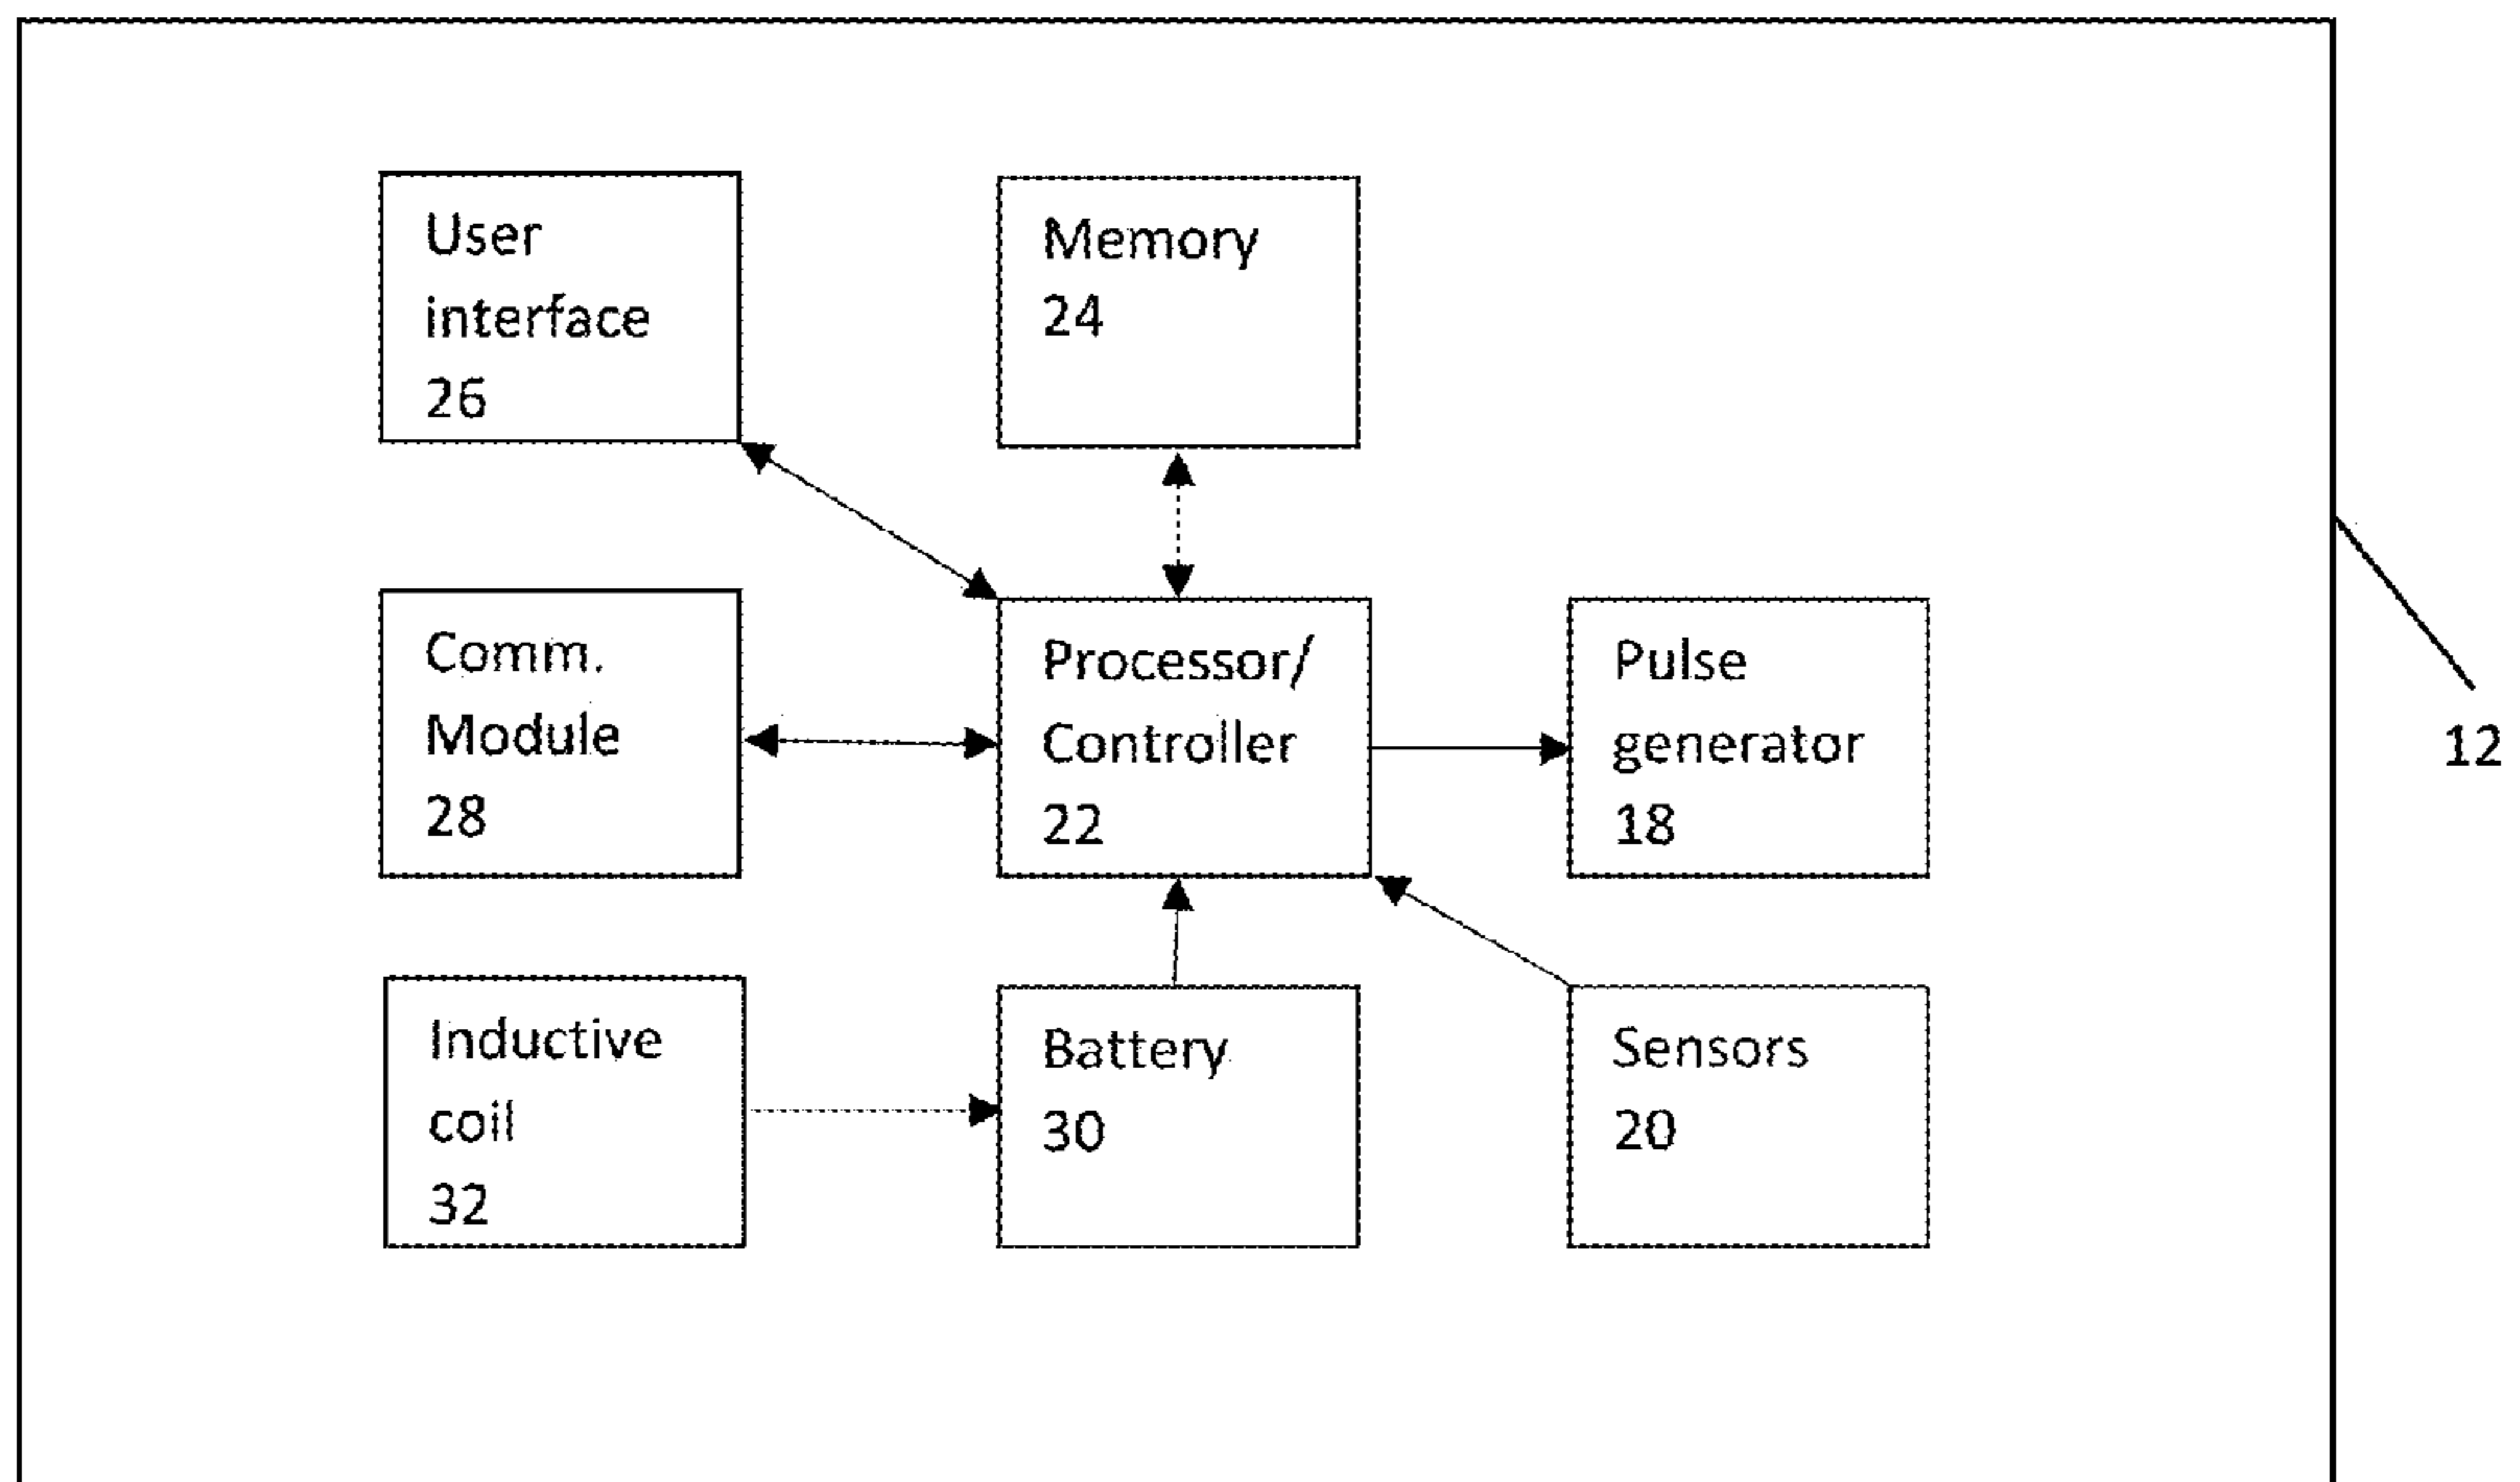 User
interface
26
Memory
24
Comm.
Module
28
Processor/
Controller
22
Pulse
generator
18
12
Inductive
coil
32
Battery
30
Sensors
20